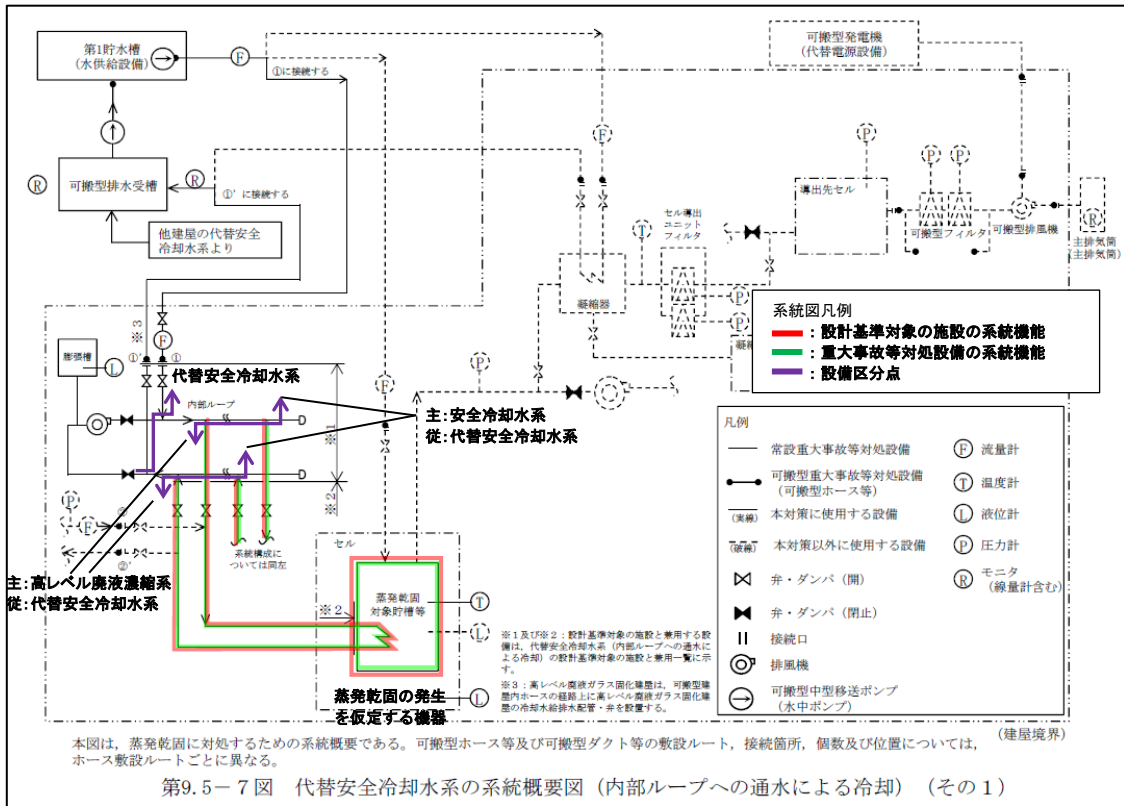 第1貯水槽
(水供給設備)
F
①に接続する
可搬型発電機
(代替電源設備)
F
R
可搬型排水受槽
R
①’に接続する
他建屋の代替安全
冷却水系より
P
P
P
導出先セル
可搬型フィルタ
可搬型排風機
R
主排気筒
(主排気筒)
セル導出
ユニット
フィルタ
T
凝縮器
P
P
P
F
※3
F
①’
①
膨張槽
L
代替安全冷却水系
内部ループ
※1
※2
主:安全冷却水系
従:代替安全冷却水系
P
F
②
②’
系統構成に
ついては同左
主:高レベル廃液濃縮系
従:代替安全冷却水系
セル
※2
蒸発乾固
対象貯槽等
T
L
L
蒸発乾固の発生
を仮定する機器
系統図凡例
:設計基準対象の施設の系統機能
:重大事故等対処設備の系統機能
:設備区分点
凡例
常設重大事故等対処設備
可搬型重大事故等対処設備
(可搬型ホース等)
(実線) 本対策に使用する設備
(破線) 本対策以外に使用する設備
弁・ダンパ(開)
弁・ダンパ(閉止)
接続口
排風機
可搬型中型移送ポンプ
(水中ポンプ)
F 流量計
T 温度計
L 液位計
P 圧力計
R モニタ
(線量計含む)
※1及び※2:設計基準対象の施設と兼用する設
備は,代替安全冷却水系(内部ループへの通水に
よる冷却)の設計基準対象の施設と兼用一覧に示
す。
※3:高レベル廃液ガラス固化建屋は,可搬型建
屋内ホースの経路上に高レベル廃液ガラス固化建
屋の冷却水給排水配管・弁を設置する。
(建屋境界)
本図は,蒸発乾固に対処するための系統概要である。可搬型ホース等及び可搬型ダクト等の敷設ルート,接続箇所,個数及び位置については,
ホース敷設ルートごとに異なる。
第9.5-7図 代替安全冷却水系の系統概要図(内部ループへの通水による冷却)(その1)